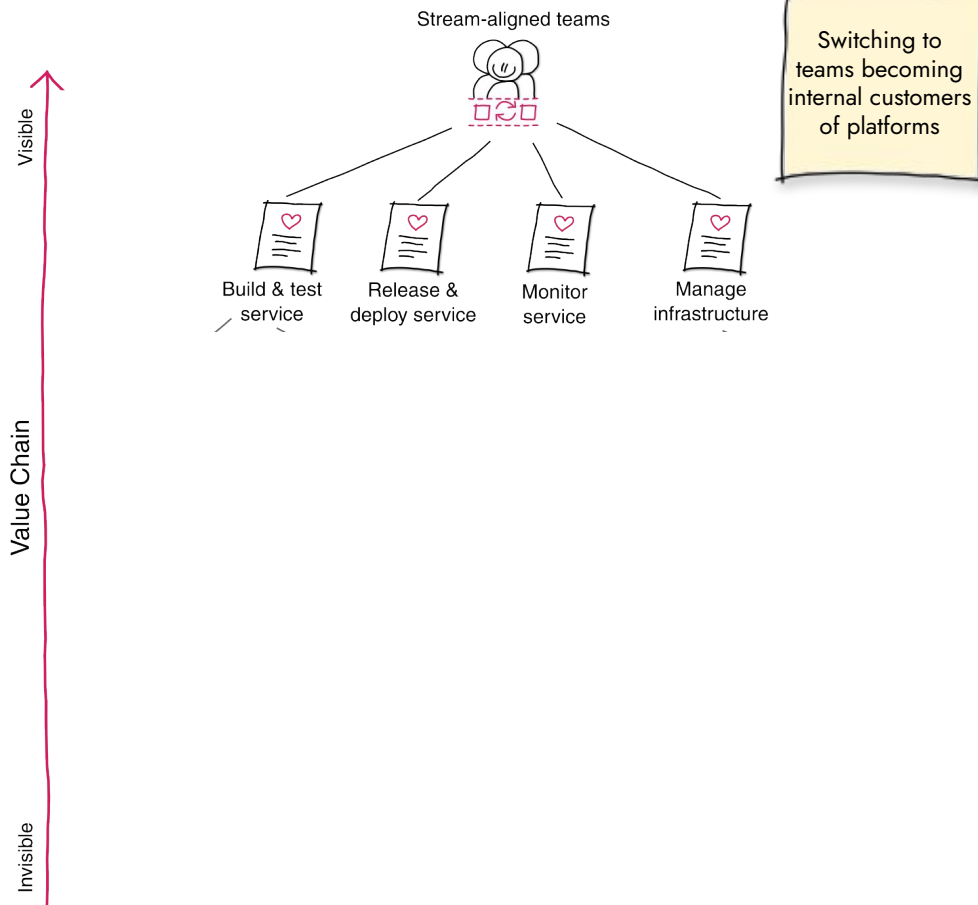 Stream-aligned teams
Switching to
teams becoming
internal customers
of platforms
Visible
Build & test
service
Release &
deploy service
Monitor
service
Manage
infrastructure
Value Chain
Invisible